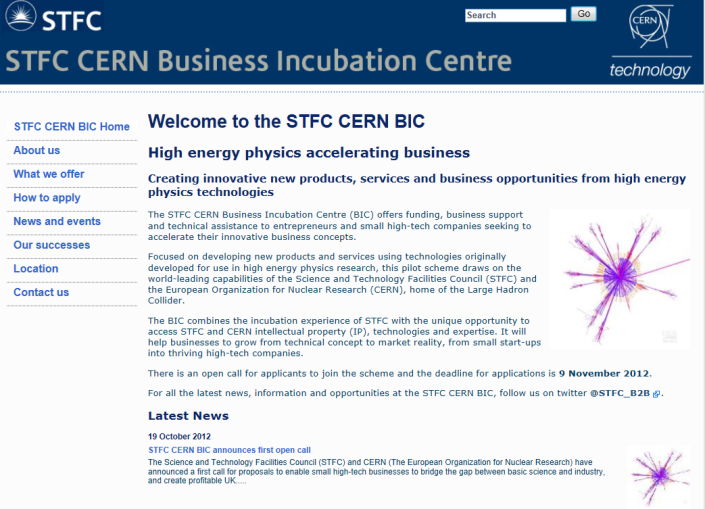 STFC
Search
Go
CERN
STFC CERN Business Incubation Centre
technology
STFC CERN BIC Home
About us
What we offer
How to apply
News and events
Our successes
Location
Contact us
Welcome to the STFC CERN BIC
High energy physics accelerating business
Creating innovative new products, services and business opportunities from high energy
physics technologies
The STFC CERN Business Incubation Centre (BIC) offers funding, business support
and technical assistance to entrepreneurs and small high-tech companies seeking to
accelerate their innovative business concepts.
Focused on developing new products and services using technologies originally
developed for use in high energy physics research, this pilot scheme draws on the
world-leading capabilities of the Science and Technology Facilities Council (STFC) and
the European Organization for Nuclear Research (CERN), home of the Large Hadron
Collider.
The BIC combines the incubation experience of STFC with the unique opportunity to
access STFC and CERN intellectual property (IP), technologies and expertise. It will
help businesses to grow from technical concept to market reality, from small start-ups
into thriving high-tech companies.
There is an open call for applicants to join the scheme and the deadline for applications is 9 November 2012.
For all the latest news, information and opportunities at the STFC CERN BIC, follow us on twitter @STFC_B2B.
Latest News
19 October 2012
STFC CERN BIC announces first open call
The Science and Technology Facilities Council (STFC) and CERN (The European Organization for Nuclear Research) have
announced a first call for proposals to enable small high-tech businesses to bridge the gap between basic science and industry,
and create profitable UK.....